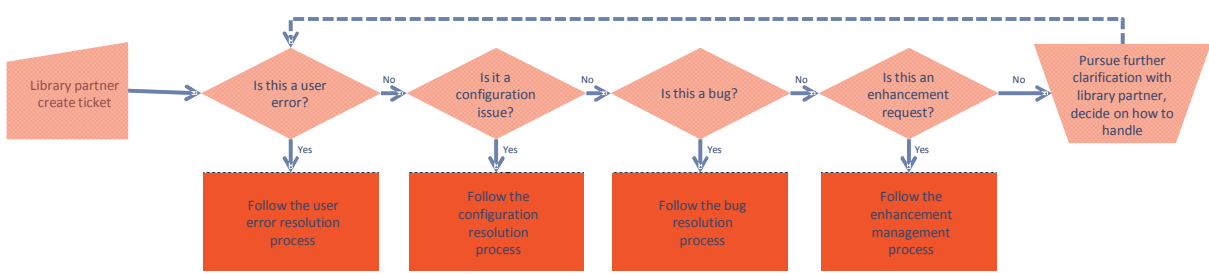 Library partner
create ticket
Is this a user
error?
No
Is it a
configuration
issue?
No
Is this a bug?
No
Is this an
enhancement
request?
No
Pursue further
clarification with
library partner,
decide on how to
handle
Yes
Yes
Yes
Yes
Follow the user
error resolution
process
Follow the
configuration
resolution
process
Follow the bug
resolution
process
Follow the
enhancement
management
process